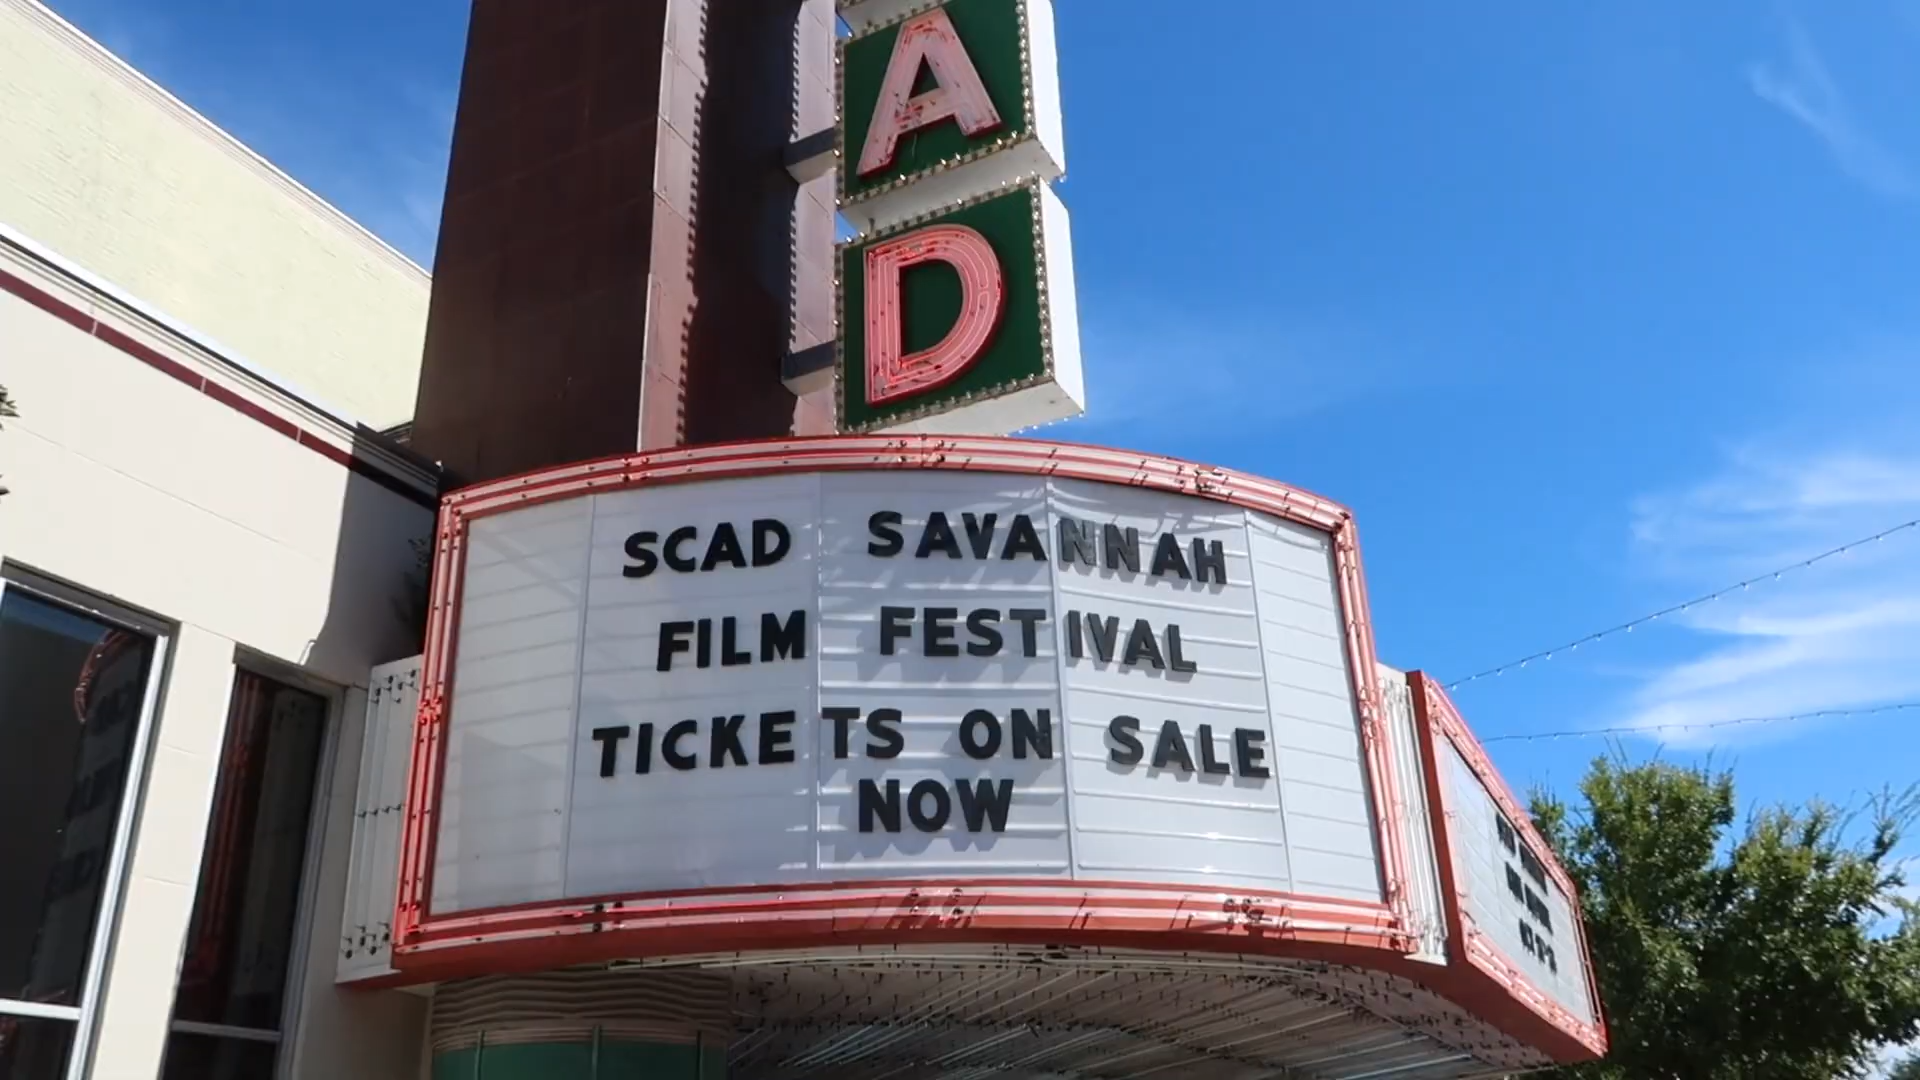 A
D
SCAD SAVANNAH
FILM FESTIVAL
TICKETS ON SALE
NOW